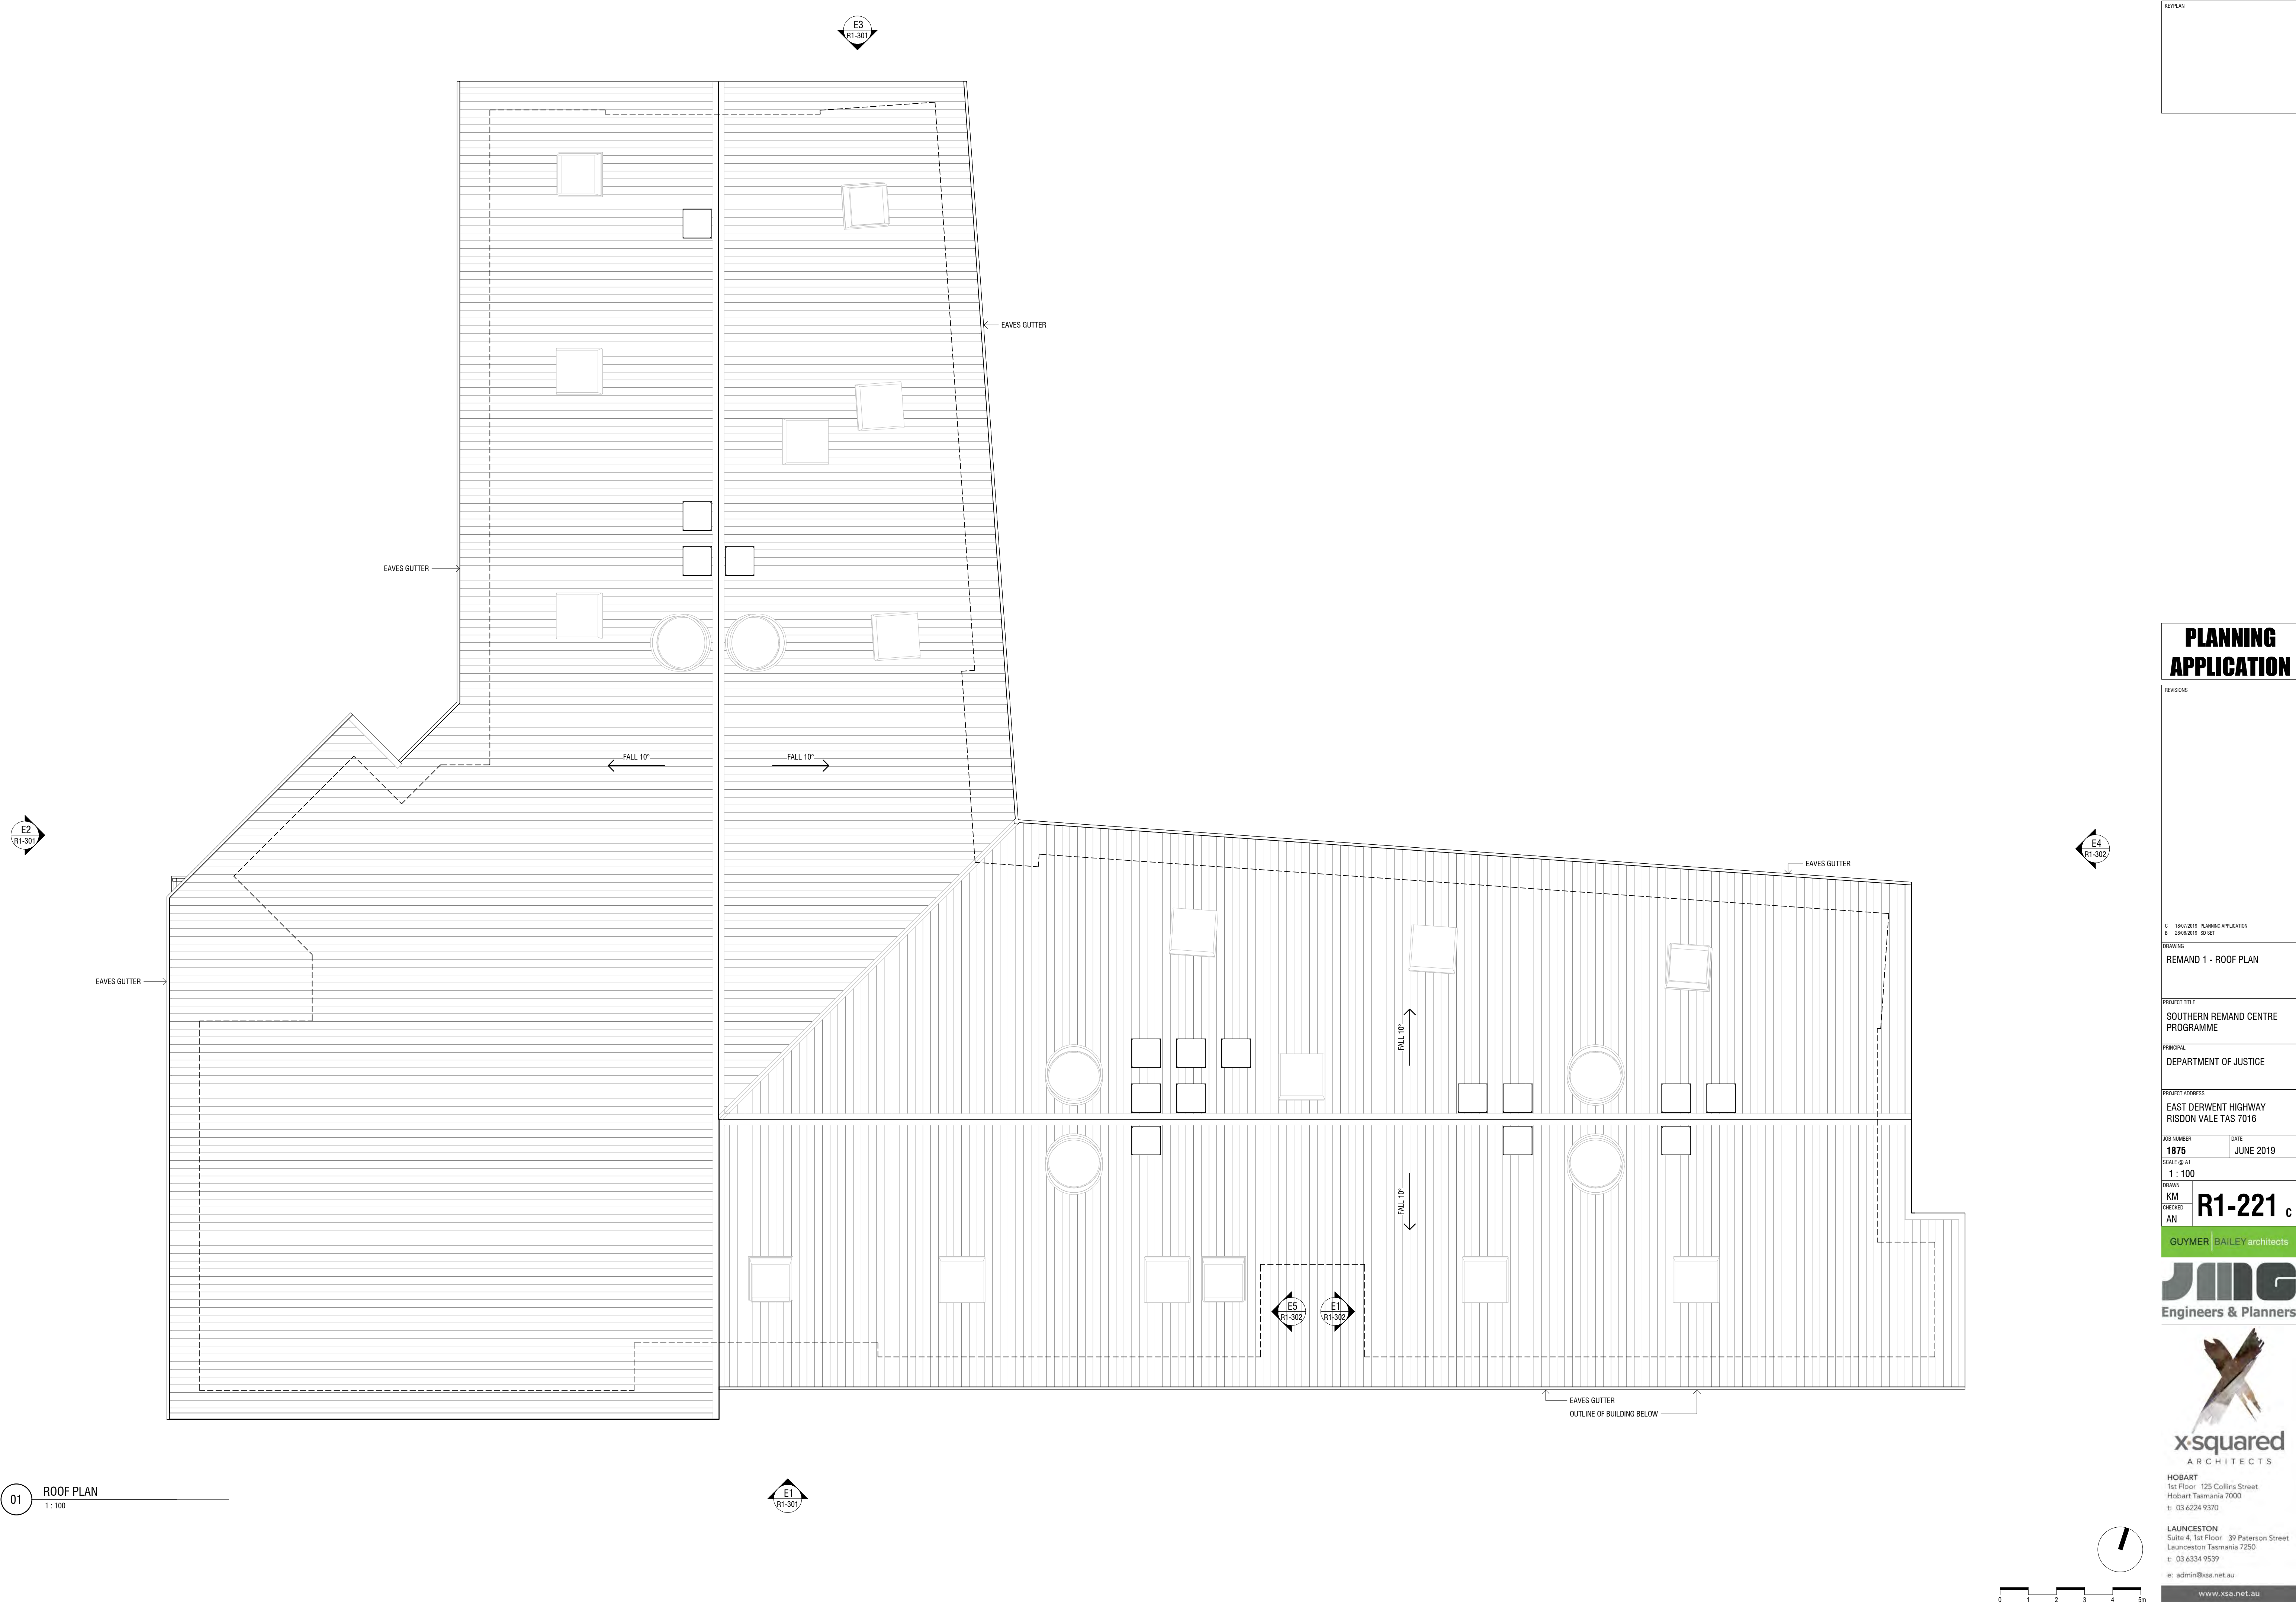 E3
R1-301
EAVES GUTTER
EAVES GUTTER
FALL 10°
FALL 10°
E2
R1-301
E4
R1-302
EAVES GUTTER
EAVES GUTTER
FALL 10°
FALL 10°
E5
R1-302
E1
R1-302
EAVES GUTTER
OUTLINE OF BUILDING BELOW
01
ROOF PLAN
1 : 100
E1
R1-301
0 1 2 3 4 5m
KEYPLAN
PLANNING
APPLICATION
REVISIONS
C 18/07/2019 PLANNING APPLICATION
B 28/06/2019 SD SET
DRAWING
REMAND 1 - ROOF PLAN
PROJECT TITLE
SOUTHERN REMAND CENTRE
PROGRAMME
PRINCIPAL
DEPARTMENT OF JUSTICE
PROJECT ADDRESS
EAST DERWENT HIGHWAY
RISDON VALE TAS 7016
JOB NUMBER DATE
1875 JUNE 2019
SCALE @ A1
1 : 100
DRAWN
KM
CHECKED
AN
R1-221 C
GUYMER BAILEY architects
JMG
Engineers & Planners
x-squared
ARCHITECTS
HOBART
1st Floor 125 Collins Street
Hobart Tasmania 7000
t: 03 6224 9370
LAUNCESTON
Suite 4, 1st Floor 39 Paterson Street
Launceston Tasmania 7250
t: 03 6334 9539
e: admin@xsa.net.au
www.xsa.net.au